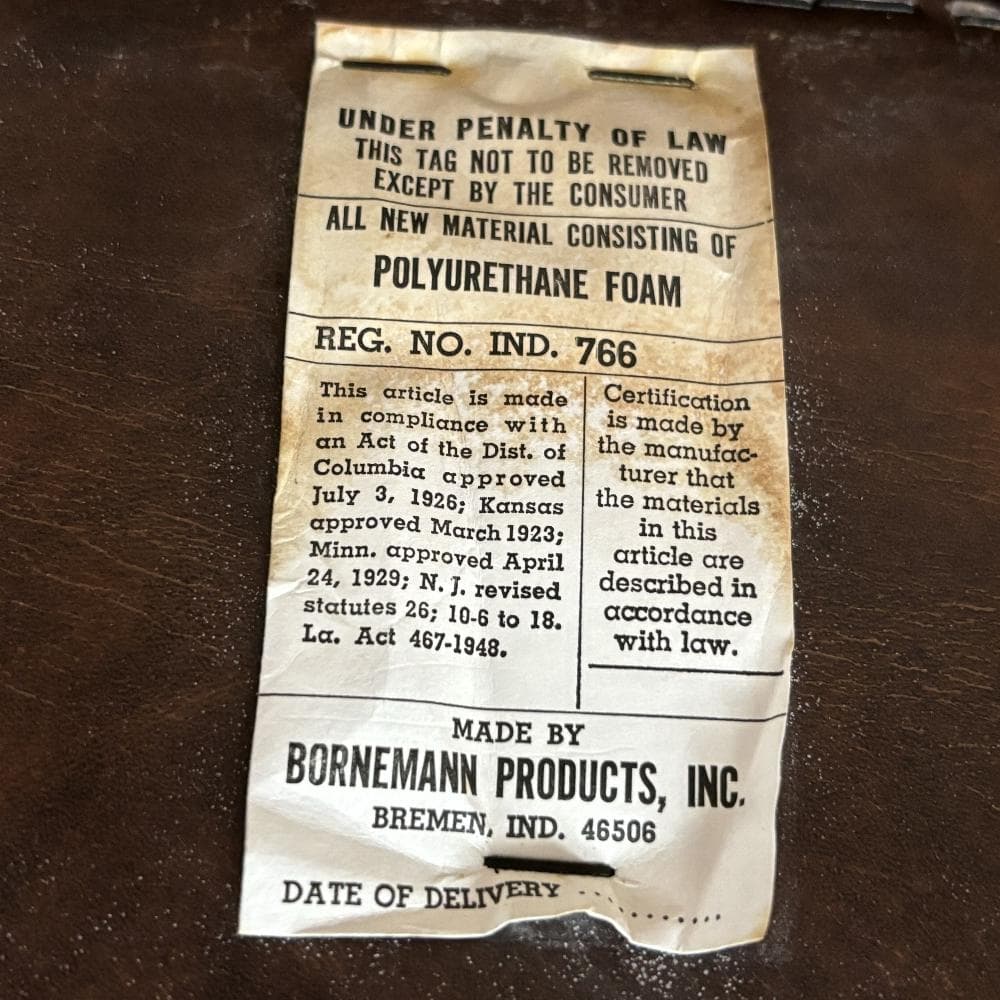 UNDER PENALTY OF LAW
THIS TAG NOT TO BE REMOVED
EXCEPT BY THE CONSUMER
ALL NEW MATERIAL CONSISTING OF
POLYURETHANE FOAM
REG. NO. IND. 766
This article is made
in compliance with
an Act of the Dist. of
Columbia approved
July 3, 1926; Kansas
approved March 1923;
Minn. approved April
24, 1929; N. J. revised
statutes 26; 10-6 to 18.
La. Act 467-1948.
Certification
is made by
the manufac-
turer that
the materials
in this
article are
described in
accordance
with law.
MADE BY
BORNEMANN PRODUCTS, INC.
BREMEN, IND. 46506
DATE OF DELIVERY ............